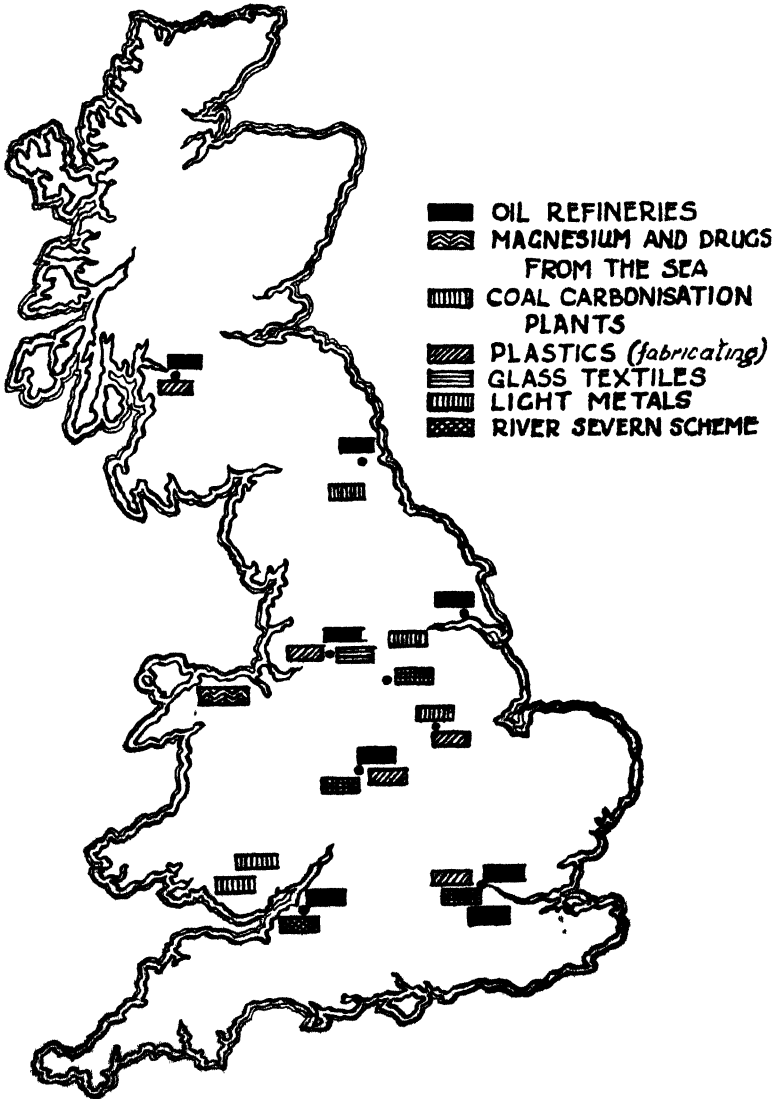 OIL REFINERIES
MAGNESIUM AND DRUGS
FROM THE SEA
COAL CARBONISATION
PLANTS
PLASTICS (fabricating)
GLASS TEXTILES
LIGHT METALS
RIVER SEVERN SCHEME